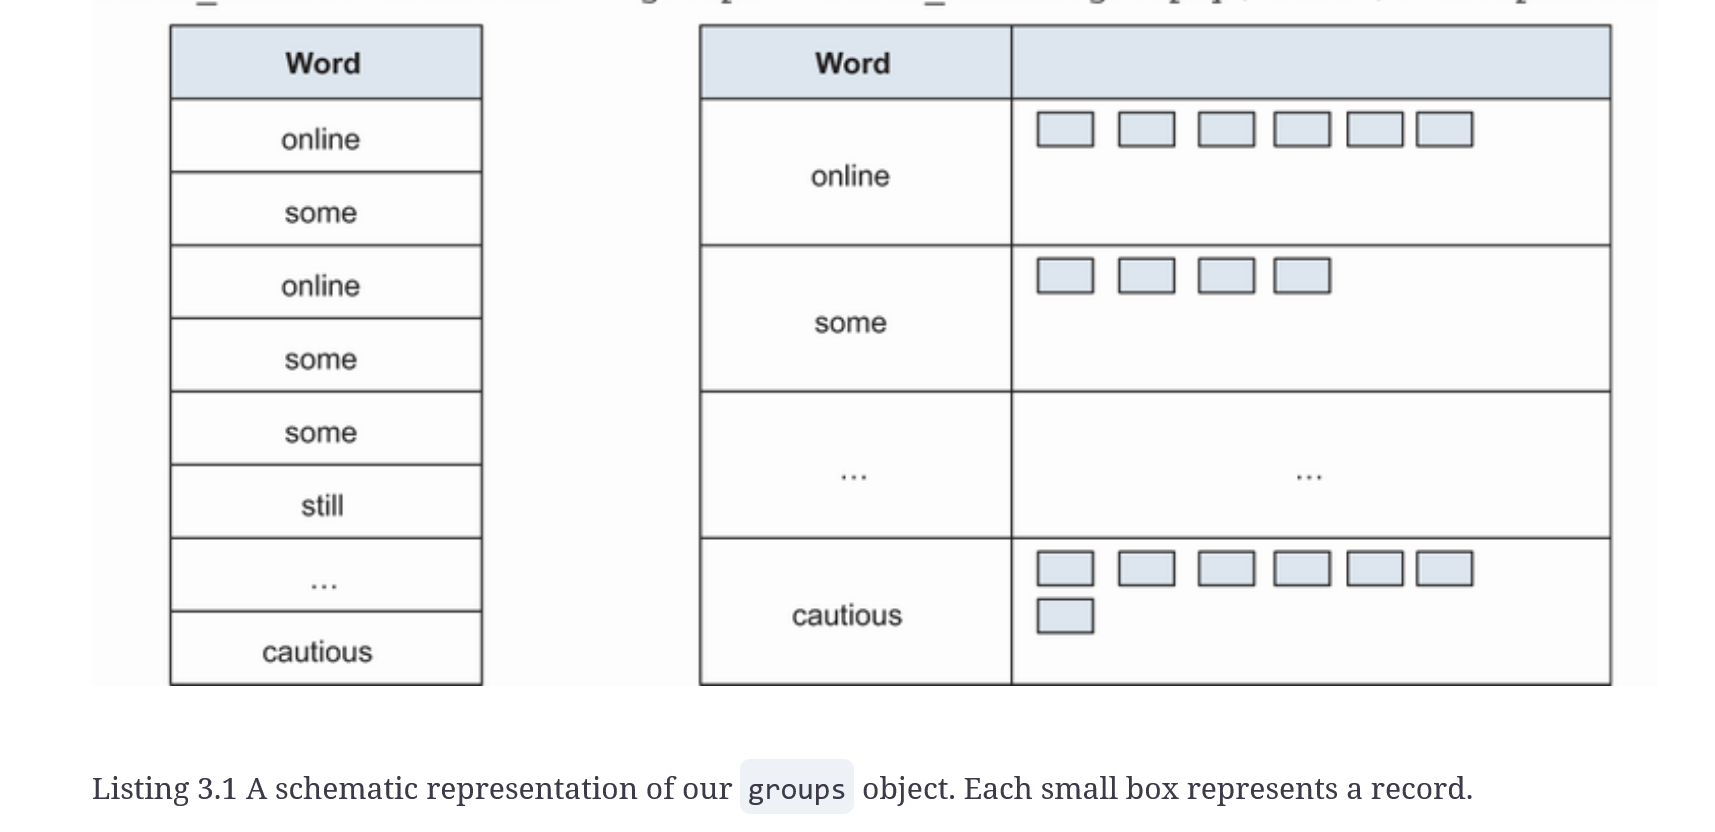 Word
online
some
online
some
some
still
...
cautious
Word
online
some
... ...
cautious
Listing 3.1 A schematic representation of our groups object. Each small box represents a record.